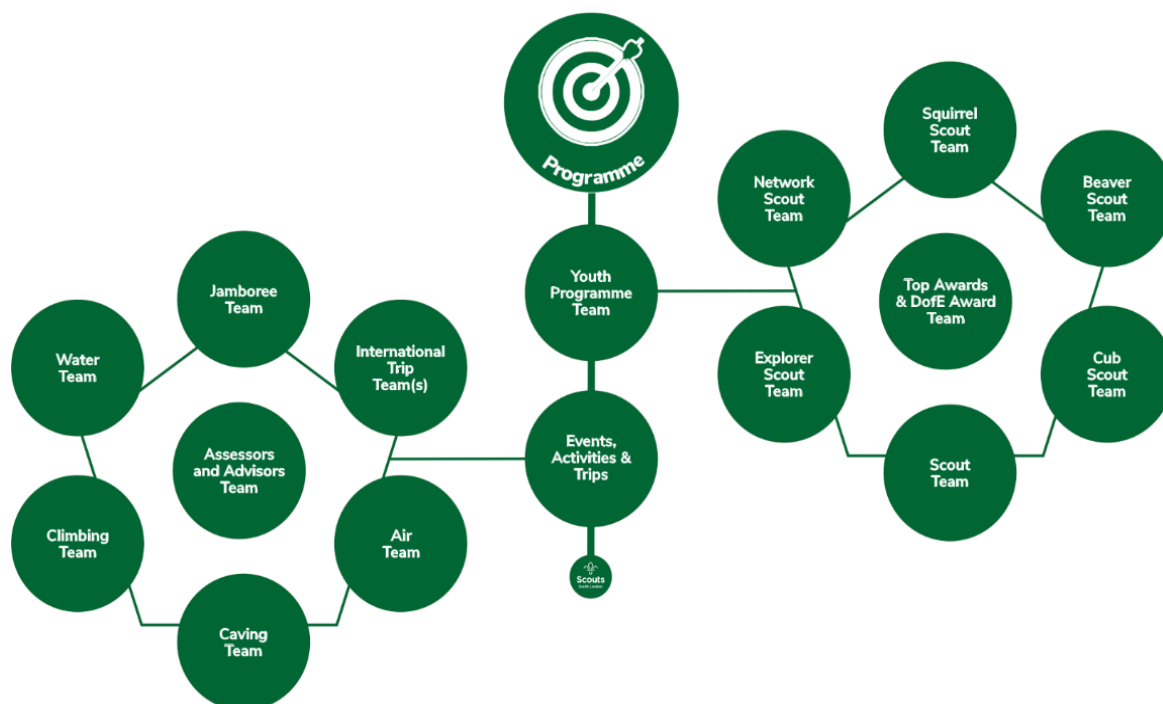 Programme
Squirrel
Scout
Team
Network
Scout
Team
Beaver
Scout
Team
Youth
Programme
Team
Top Awards
& DofE Award
Team
Jamboree
Team
International
Trip
Team(s)
Water
Team
Explorer
Scout
Team
Cub
Scout
Team
Events,
Activities &
Trips
Assessors
and Advisors
Team
Scout
Team
Climbing
Team
Air
Team
Scouts
Caving
Team